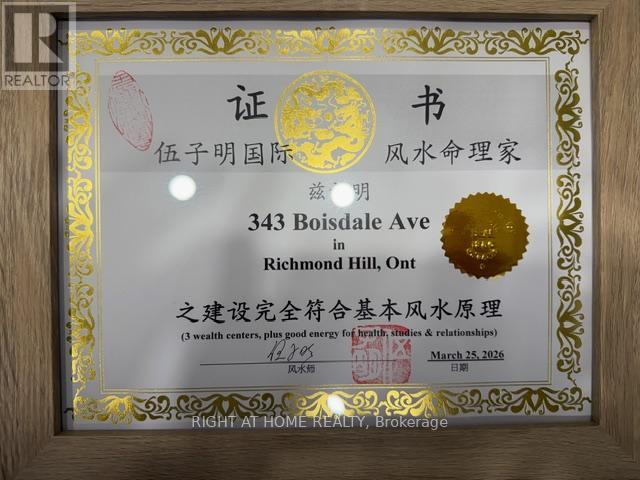 REALTOR®
证 书
伍子明国际 风水命理家
兹 明
343 Boisdale Ave
in
Richmond Hill, Ont
之建设完全符合基本风水原理
(3 wealth centers, plus good energy for health, studies & relationships)
风水师
March 25, 2026
日期
RIGHT AT HOME REALTY, Brokerage